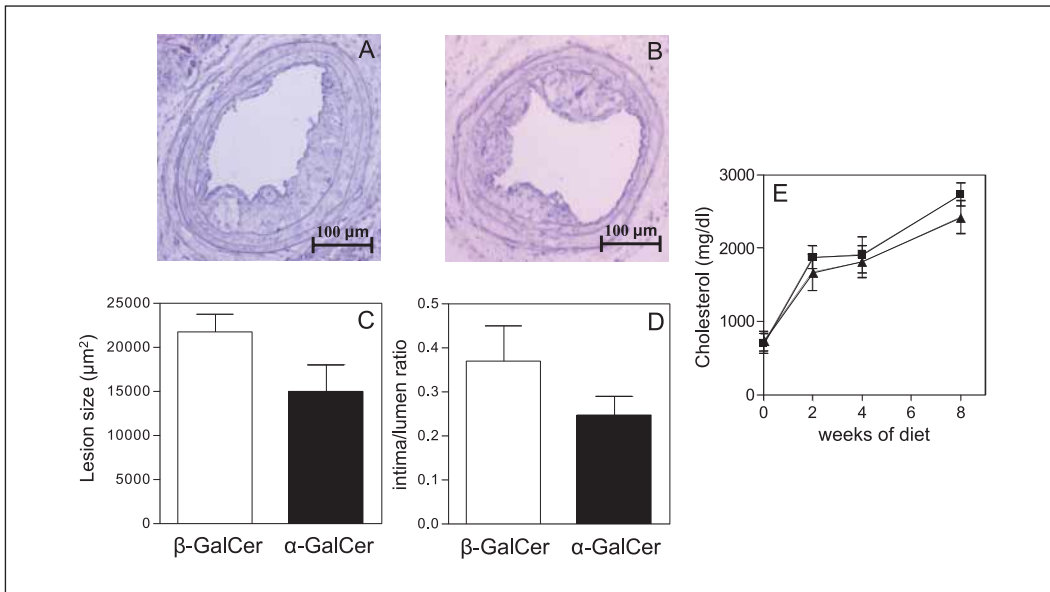 A
100 µm
B
100 µm
C
Lesion size (µm²)
25000
20000
15000
10000
5000
0
β-GalCer
α-GalCer
D
intima/lumen ratio
0.5
0.4
0.3
0.2
0.1
0.0
β-GalCer
α-GalCer
E
Cholesterol (mg/dl)
3000
2000
1000
0
0 2 4 6 8
weeks of diet